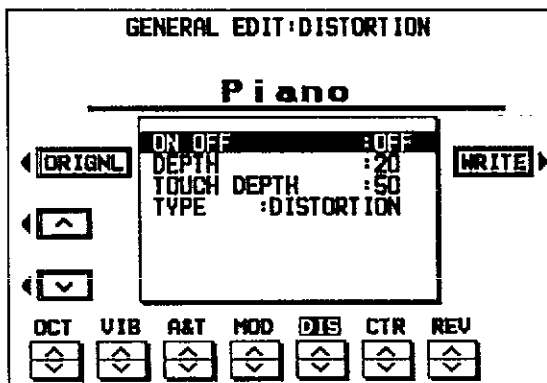 GENERAL EDIT:DISTORTION
Piano
ON OFF :OFF
ORIGNL DEPTH :20 WRITE
TOUCH DEPTH :50
TYPE :DISTORTION
OCT VIB A&T MOD DIS CTR REV